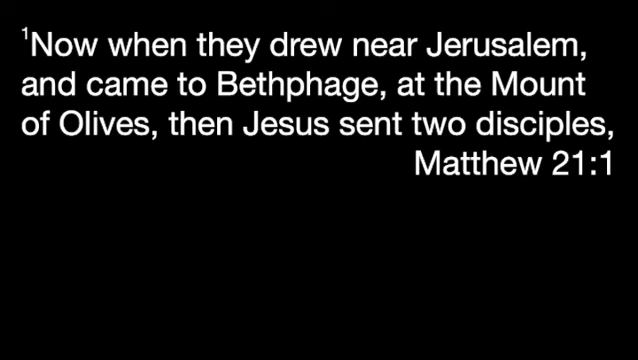 ¹Now when they drew near Jerusalem,
and came to Bethphage, at the Mount
of Olives, then Jesus sent two disciples,
Matthew 21:1